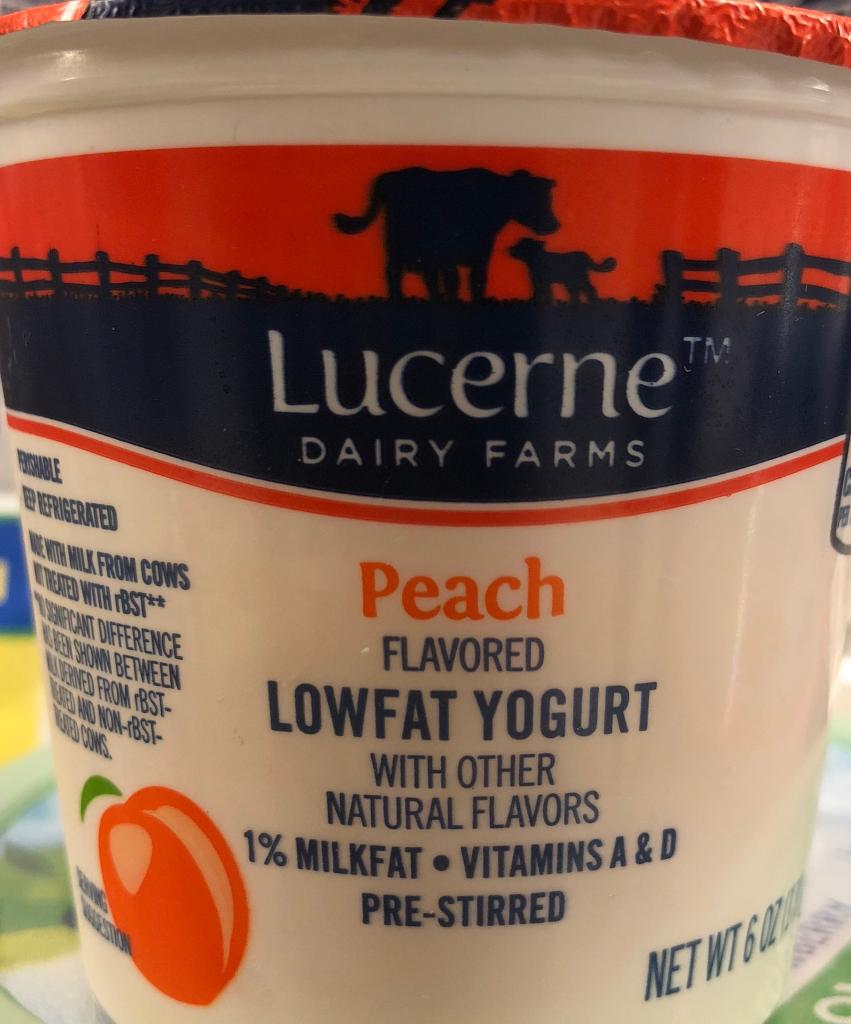 Lucerne™
DAIRY FARMS
KEEP REFRIGERATED
MADE WITH MILK FROM COWS
NOT TREATED WITH rBST**
SIGNIFICANT DIFFERENCE
BEEN SHOWN BETWEEN
DERIVED FROM rBST-
AND NON-rBST-
COWS.
Peach
FLAVORED
LOWFAT YOGURT
WITH OTHER
NATURAL FLAVORS
1% MILKFAT • VITAMINS A & D
PRE-STIRRED
SERVING
SUGGESTION
NET WT 6 OZ